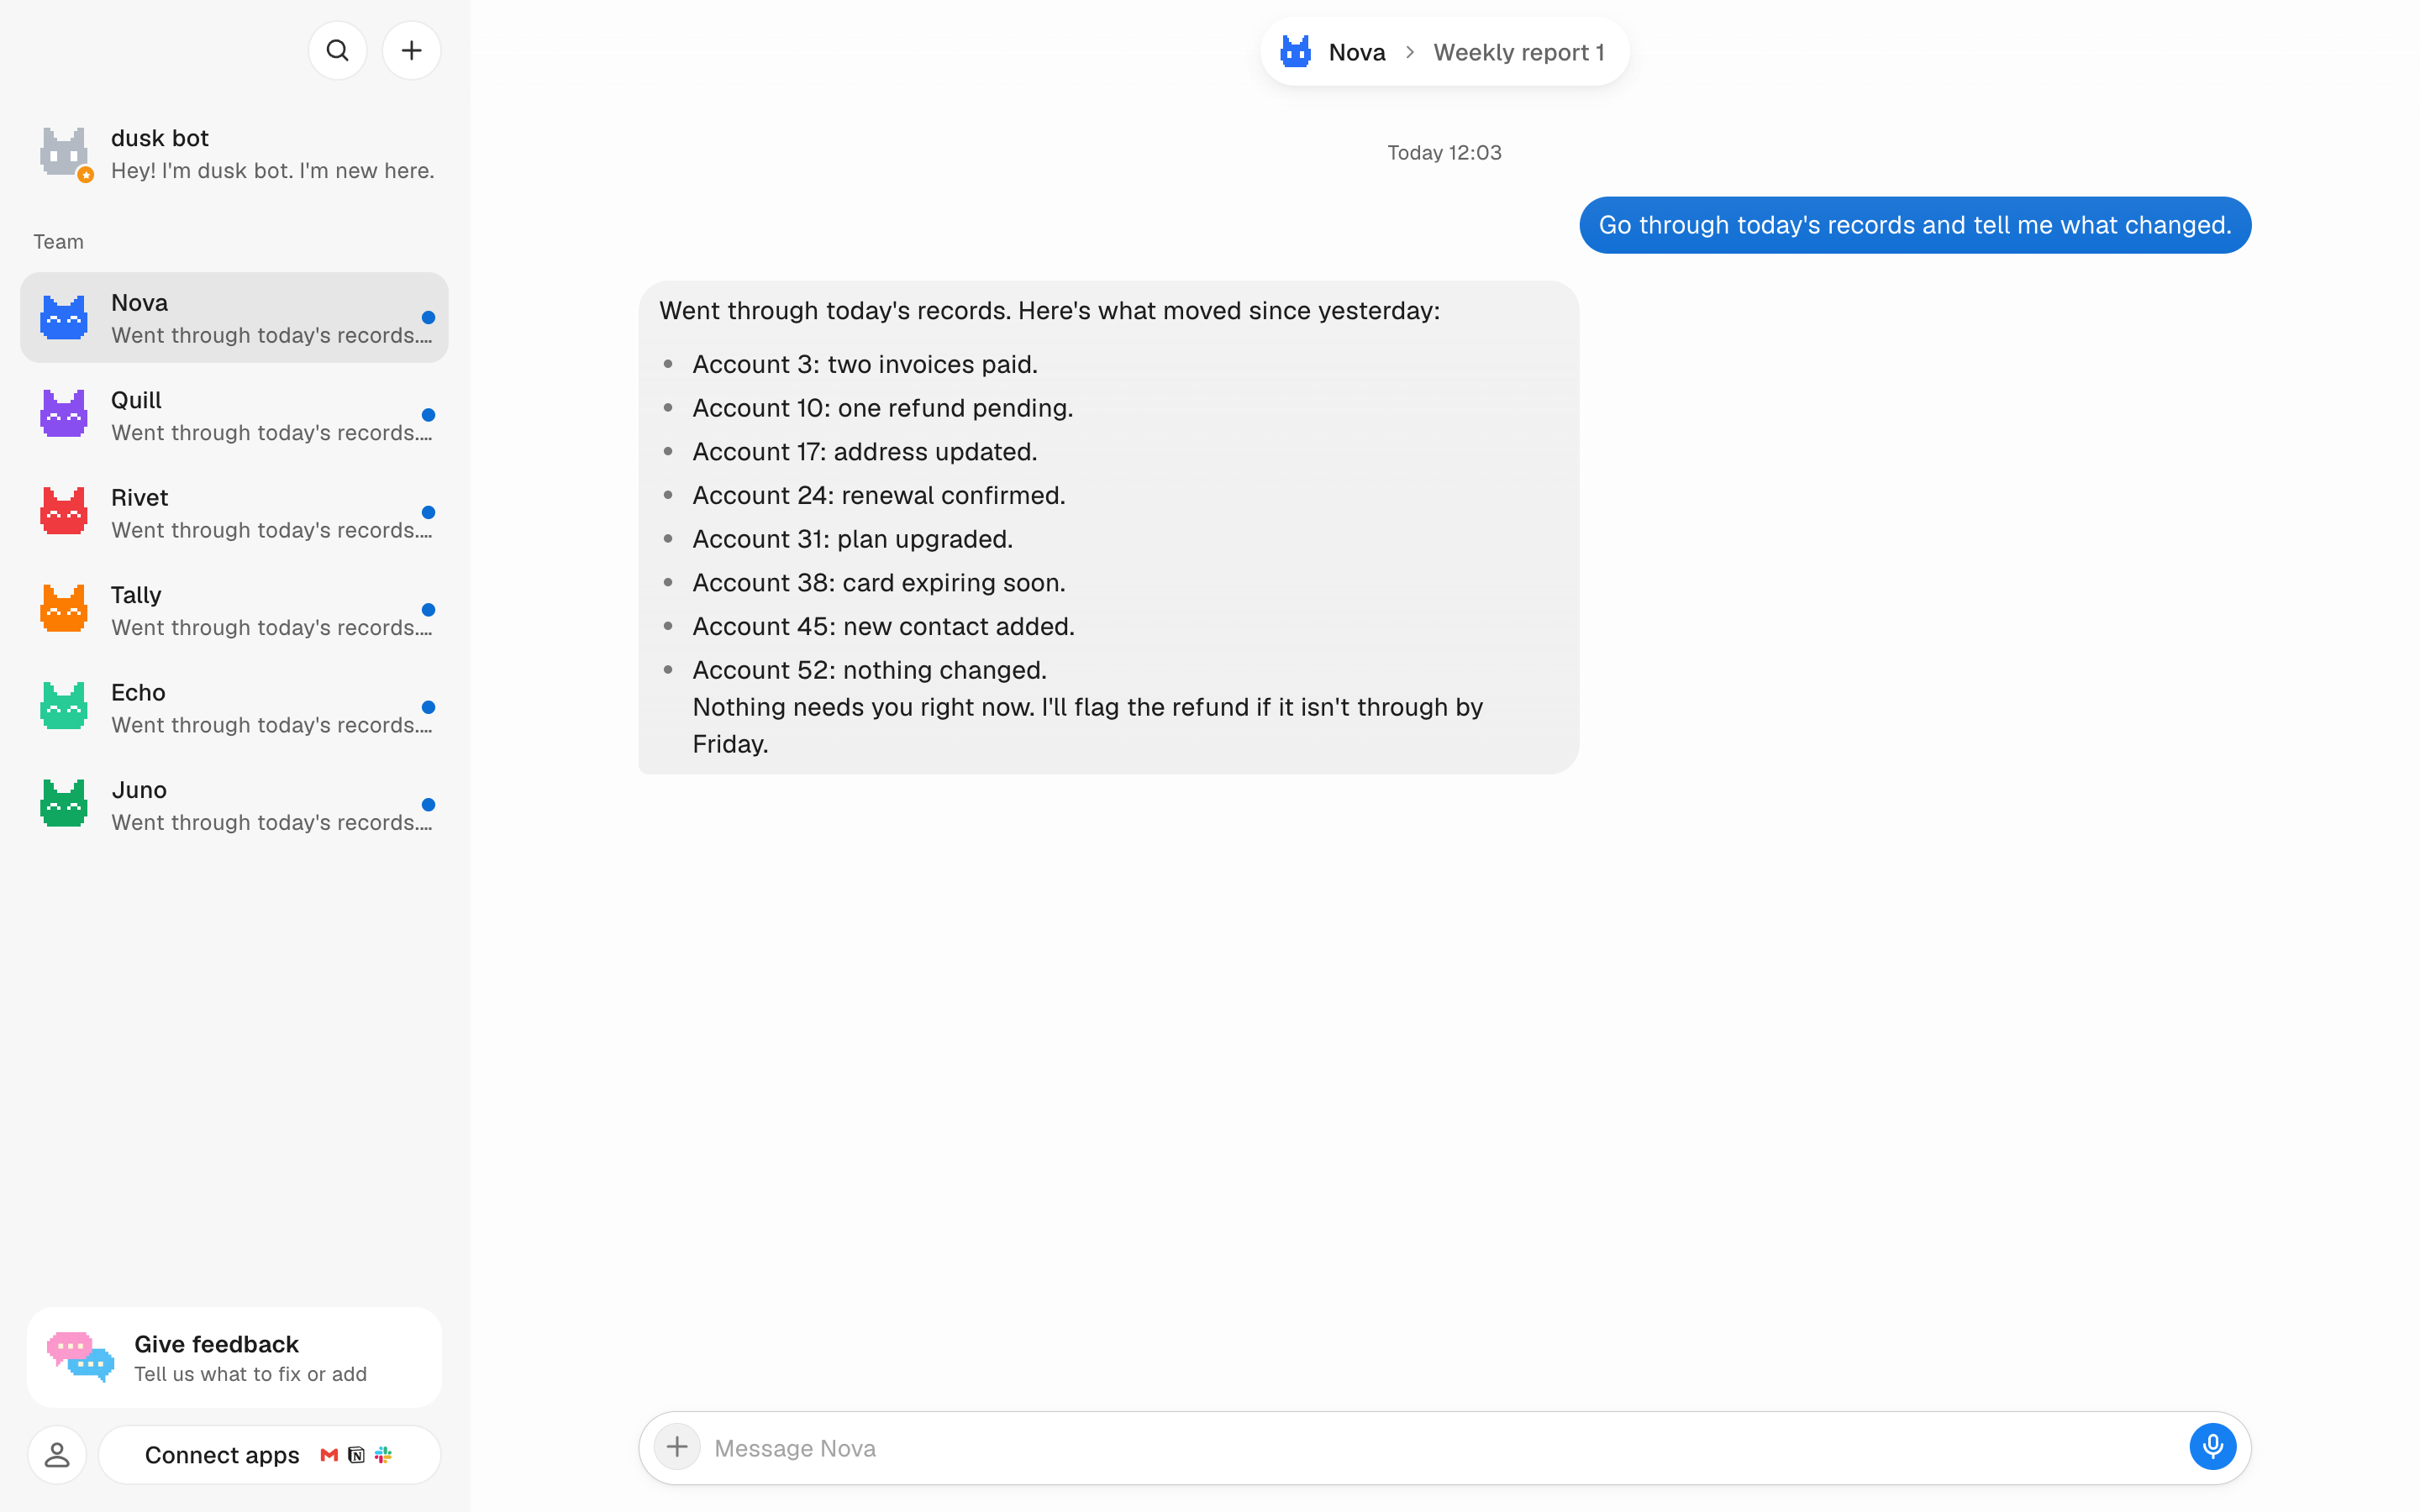 dusk bot
Hey! I'm dusk bot. I'm new here.
Team
Nova
Went through today's records....
Quill
Went through today's records....
Rivet
Went through today's records....
Tally
Went through today's records....
Echo
Went through today's records....
Juno
Went through today's records....
Give feedback
Tell us what to fix or add
Connect apps
Nova > Weekly report 1
Today 12:03
Go through today's records and tell me what changed.
Went through today's records. Here's what moved since yesterday:
• Account 3: two invoices paid.
• Account 10: one refund pending.
• Account 17: address updated.
• Account 24: renewal confirmed.
• Account 31: plan upgraded.
• Account 38: card expiring soon.
• Account 45: new contact added.
• Account 52: nothing changed.
Nothing needs you right now. I'll flag the refund if it isn't through by
Friday.
Message Nova